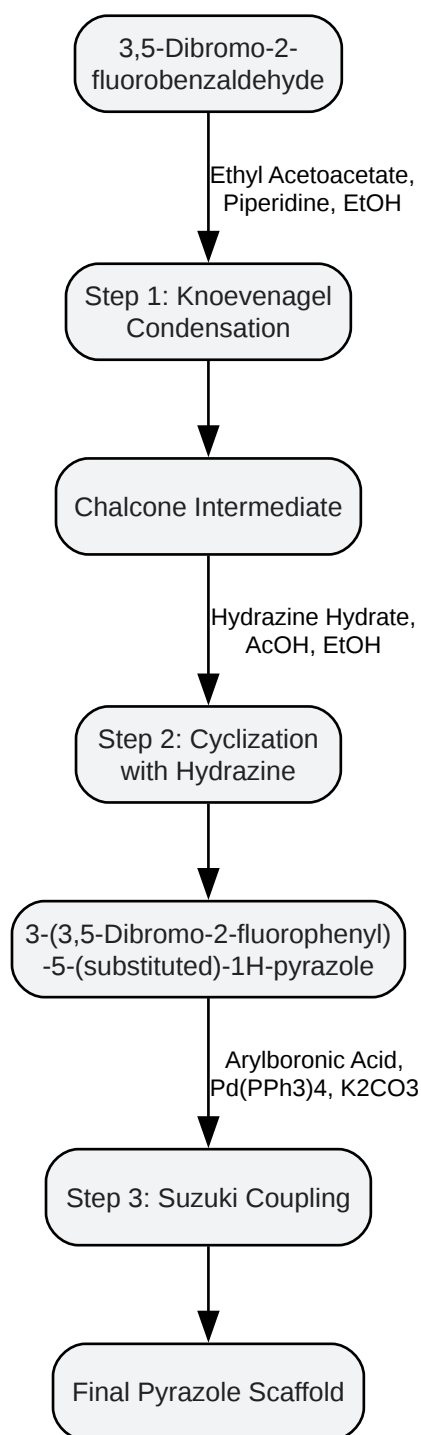 3,5-Dibromo-2-
fluorobenzaldehyde
Ethyl Acetoacetate,
Piperidine, EtOH
Step 1: Knoevenagel
Condensation
Chalcone Intermediate
Hydrazine Hydrate,
AcOH, EtOH
Step 2: Cyclization
with Hydrazine
3-(3,5-Dibromo-2-fluorophenyl)
-5-(substituted)-1H-pyrazole
Arylboronic Acid,
Pd(PPh3)4, K2CO3
Step 3: Suzuki Coupling
Final Pyrazole Scaffold